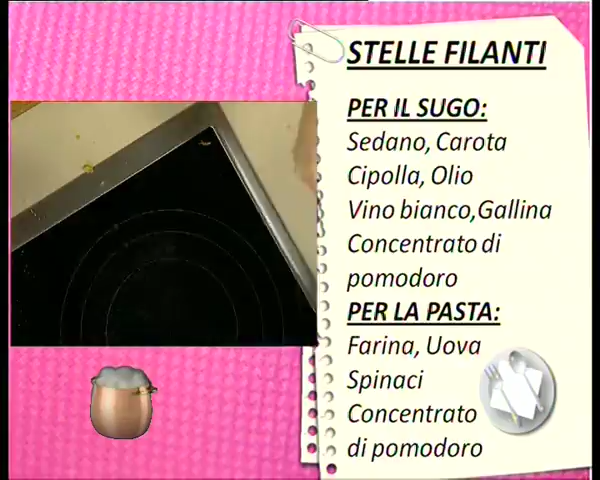 STELLE FILANTI
PER IL SUGO:
Sedano, Carota
Cipolla, Olio
Vino bianco,Gallina
Concentrato di
pomodoro
PER LA PASTA:
Farina, Uova
Spinaci
Concentrato
di pomodoro